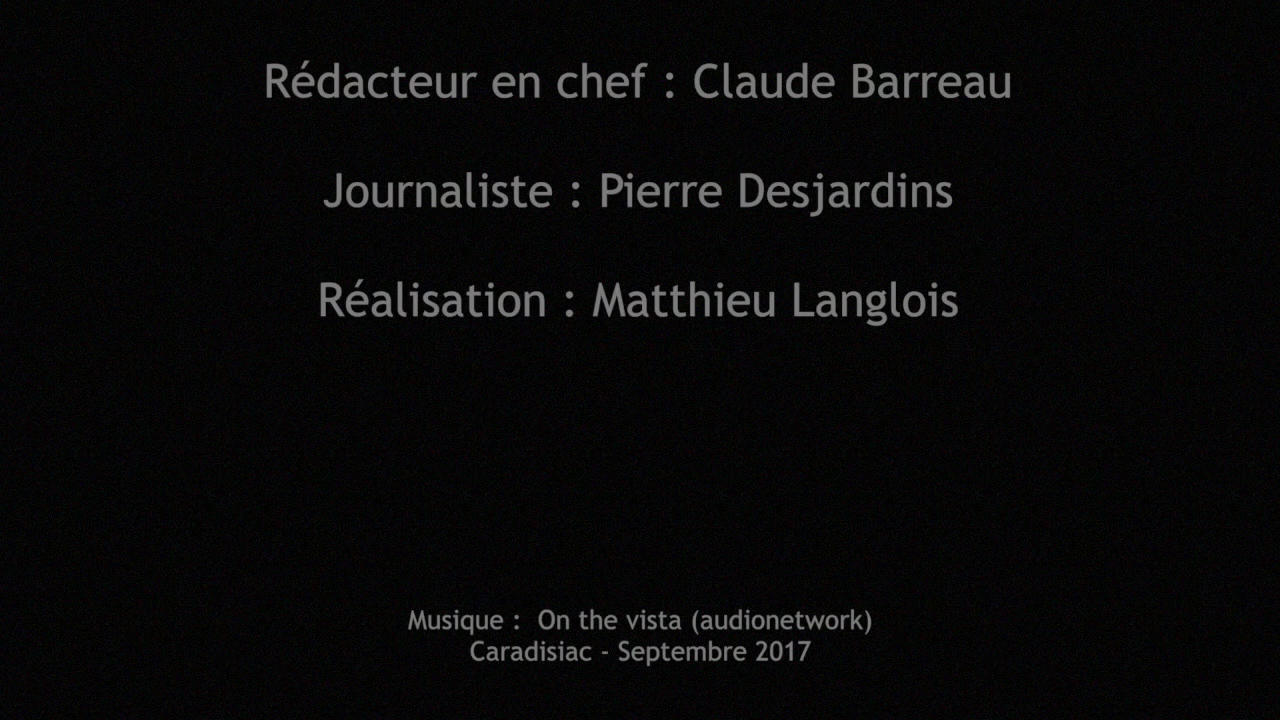 Rédacteur en chef : Claude Barreau
Journaliste : Pierre Desjardins
Réalisation : Matthieu Langlois
Musique :  On the vista (audionetwork)
Caradisiac - Septembre 2017